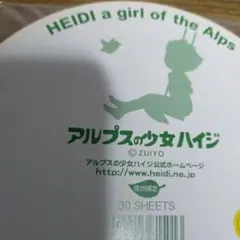 HEIDI a girl of the Alps
アルプスの少女ハイジ
©ZUIYO
アルプスの少女ハイジ公式ホームページ
http://www.heidi.ne.jp/
30 SHEETS